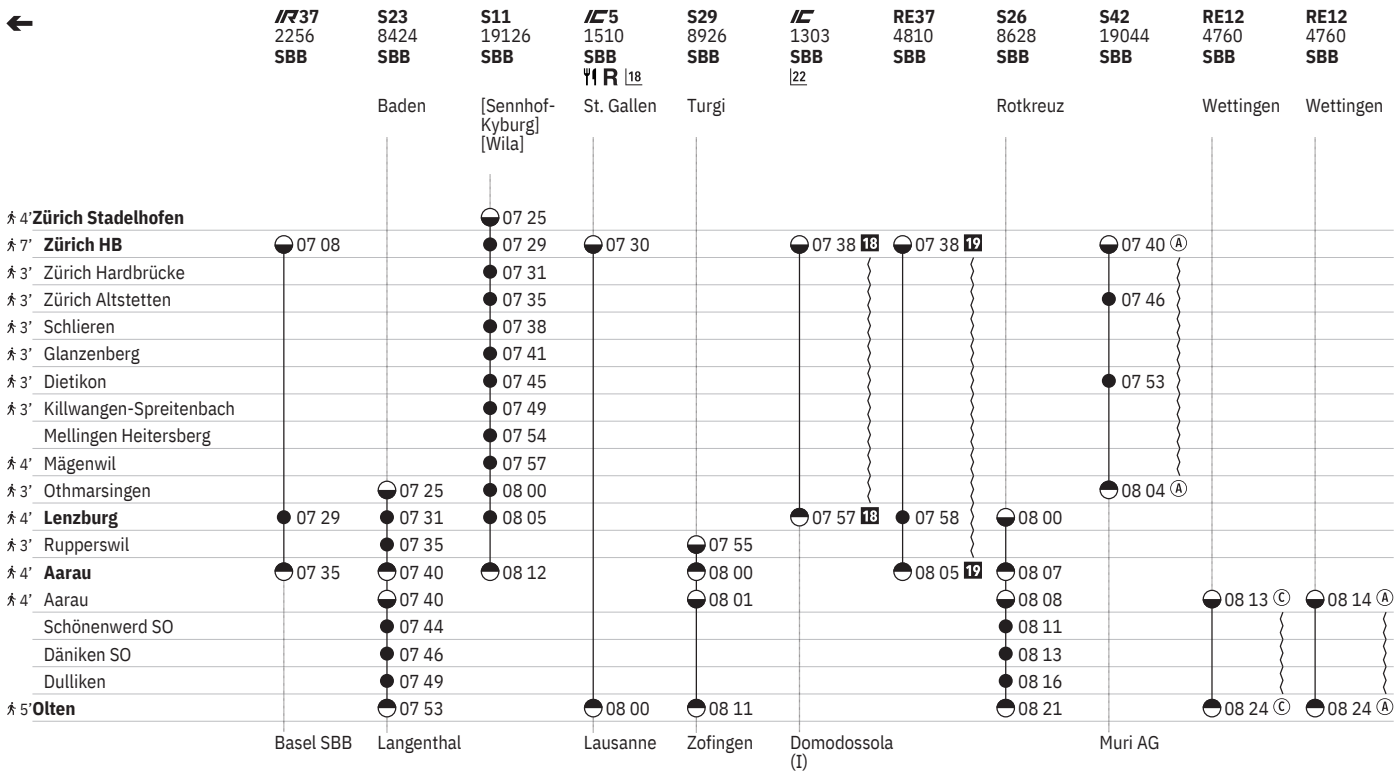 IR37 S23 S11 IC5 S29 IC RE37 S26 S42 RE12 RE12
2256 8424 19126 1510 8926 1303 4810 8628 19044 4760 4760
SBB SBB SBB SBB SBB SBB SBB SBB SBB SBB SBB
R 18 22
Baden [Sennhof- St. Gallen Turgi Rotkreuz Wettingen Wettingen
Kyburg]
[Wila]
4’ Zürich Stadelhofen 07 25
7’ Zürich HB 07 08 07 29 07 30 07 38 18 07 38 19 07 40 Ⓐ
3’ Zürich Hardbrücke 07 31
3’ Zürich Altstetten 07 35 07 46
3’ Schlieren 07 38
3’ Glanzenberg 07 41
3’ Dietikon 07 45 07 53
3’ Killwangen-Spreitenbach 07 49
Mellingen Heitersberg 07 54
4’ Mägenwil 07 57
3’ Othmarsingen 07 25 08 00 08 04 Ⓐ
4’ Lenzburg 07 29 07 31 08 05 07 57 18 07 58 08 00
3’ Rupperswil 07 35 07 55
4’ Aarau 07 35 07 40 08 12 08 00 08 05 19 08 07
4’ Aarau 07 40 08 01 08 08 08 13 Ⓒ 08 14 Ⓐ
Schönenwerd SO 07 44 08 11
Däniken SO 07 46 08 13
Dulliken 07 49 08 16
5’ Olten 07 53 08 00 08 11 08 21 08 24 Ⓒ 08 24 Ⓐ
Basel SBB Langenthal Lausanne Zofingen Domodossola Muri AG
(I)